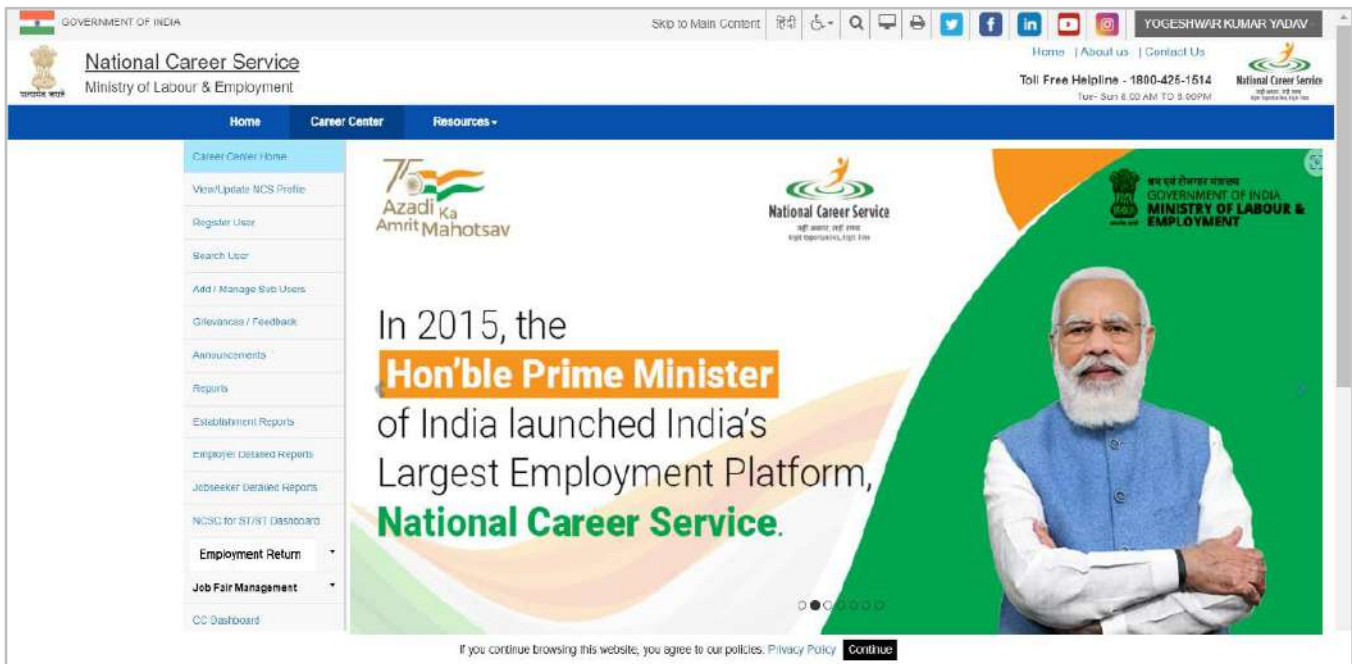 GOVERNMENT OF INDIA
Skip to Main Content
हिंदी
YOGESHWAR KUMAR YADAV
National Career Service
Ministry of Labour & Employment
Home | About us | Contact Us
Toll Free Helpline - 1800-425-1514
Tue- Sun 8.00 AM TO 8.00PM
National Career Service
Home
Career Center
Resources
Career Center Home
View/Update NCS Profile
Register User
Search User
Add / Manage Sub Users
Grievances / Feedback
Announcements
Reports
Establishment Reports
Employer Detailed Reports
Jobseeker Detailed Reports
NCSC for ST/ST Dashboard
Employment Return
Job Fair Management
CC Dashboard
75
Azadi Ka
Amrit Mahotsav
National Career Service
GOVERNMENT OF INDIA
MINISTRY OF LABOUR &
EMPLOYMENT
In 2015, the
Hon'ble Prime Minister
of India launched India's
Largest Employment Platform,
National Career Service.
If you continue browsing this website, you agree to our policies. Privacy Policy Continue